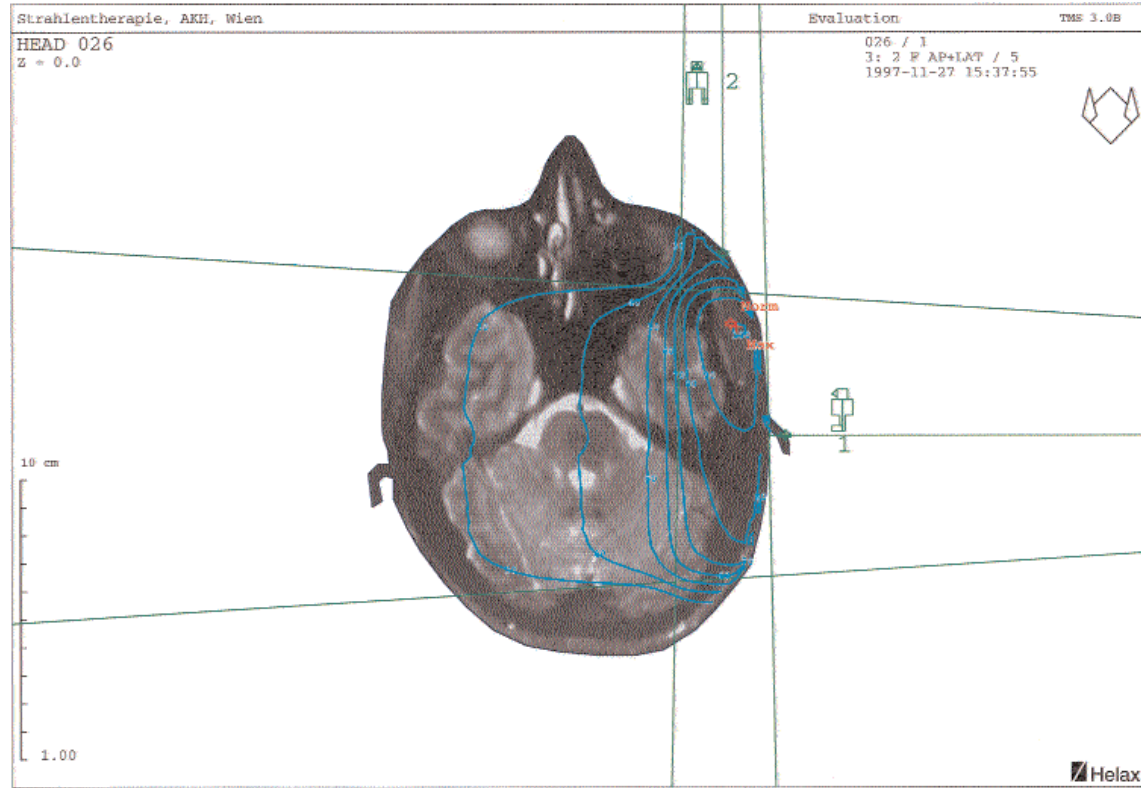 Strahlentherapie, AKH, Wien
Evaluation
TMS 3.0B
HEAD 026
Z = 0.0
026 / 1
3: 2 F AP+LAT / 5
1997-11-27 15:37:55
2
Norm
Max
1
10 cm
1.00
Helax